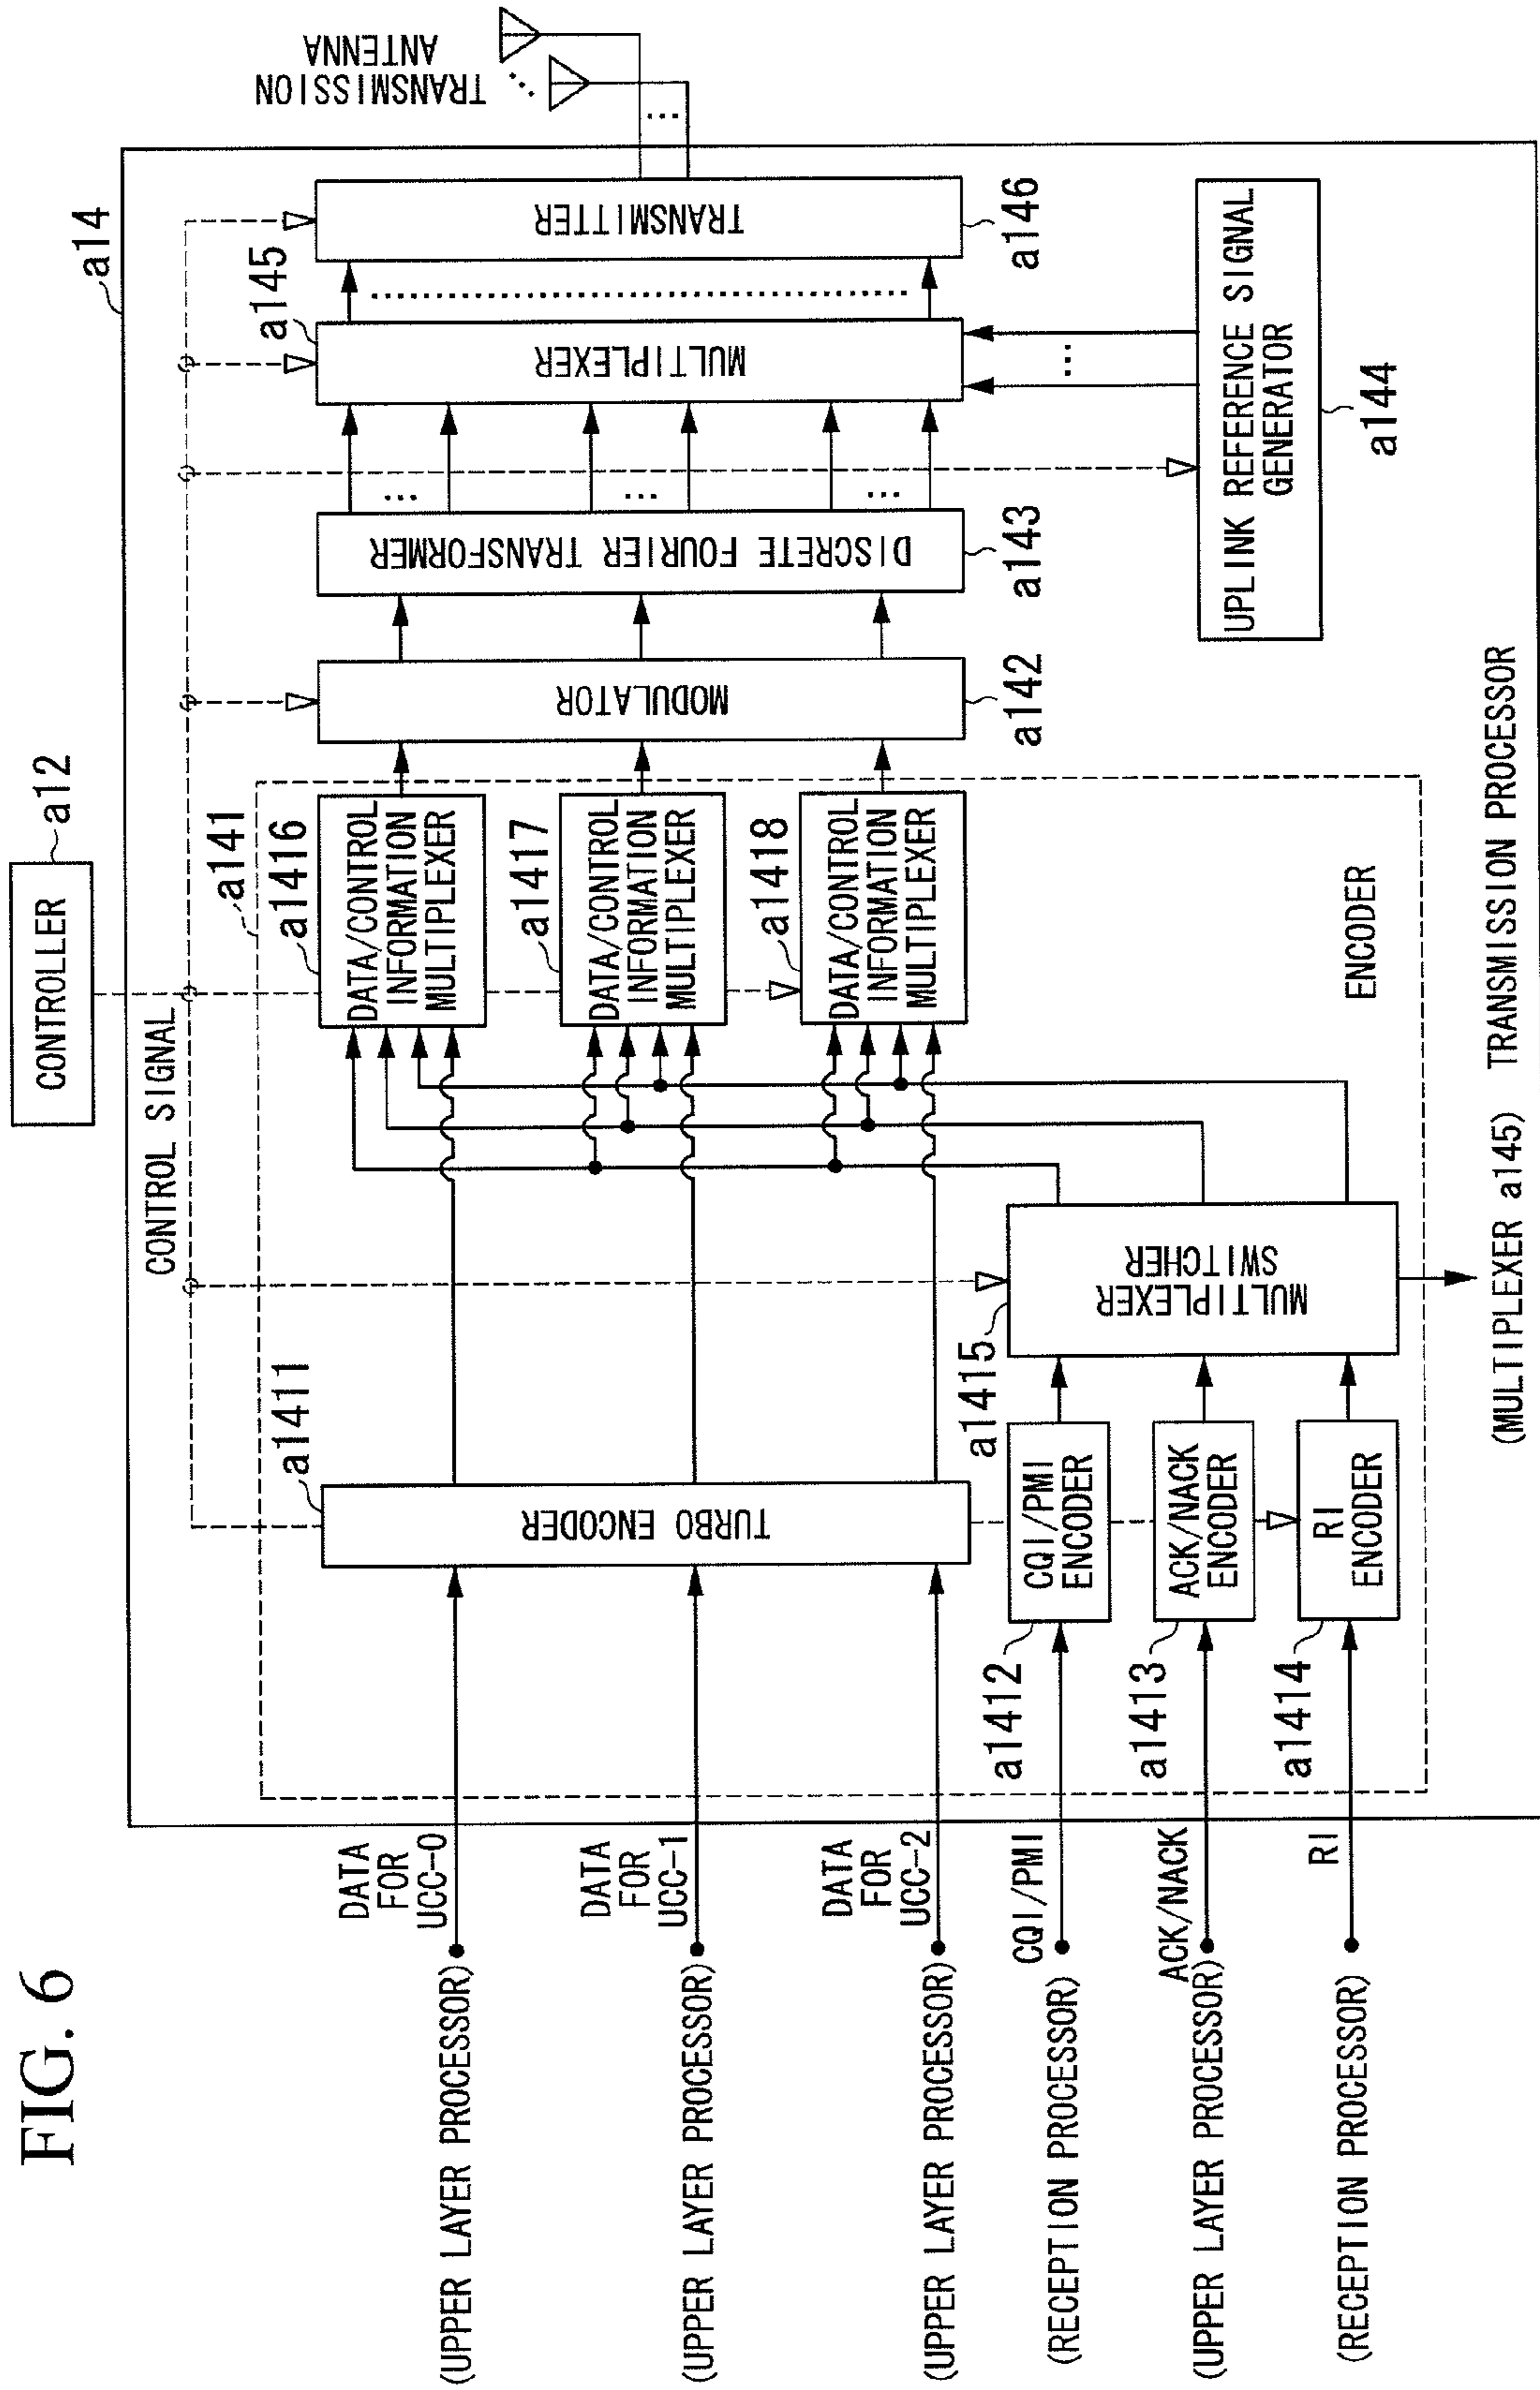 FIG. 6
CONTROLLER
a12
CONTROL SIGNAL
a14
a141
a1411
TURBO ENCODER
a1416
DATA/CONTROL
INFORMATION
MULTIPLEXER
a1417
DATA/CONTROL
INFORMATION
MULTIPLEXER
a1418
DATA/CONTROL
INFORMATION
MULTIPLEXER
MODULATOR
a142
DISCRETE FOURIER TRANSFORMER
a143
MULTIPLEXER
a145
TRANSMITTER
a146
TRANSMISSION
ANTENNA
UPLINK REFERENCE SIGNAL
GENERATOR
a144
DATA
FOR
UCC-0
(UPPER LAYER PROCESSOR)
DATA
FOR
UCC-1
(UPPER LAYER PROCESSOR)
DATA
FOR
UCC-2
(UPPER LAYER PROCESSOR)
CQI/PMI
(RECEPTION PROCESSOR)
ACK/NACK
(UPPER LAYER PROCESSOR)
RI
(RECEPTION PROCESSOR)
a1412
CQI/PMI
ENCODER
a1413
ACK/NACK
ENCODER
a1414
RI
ENCODER
a1415
MULTIPLEXER
SWITCHER
ENCODER
(MULTIPLEXER a145)
TRANSMISSION PROCESSOR